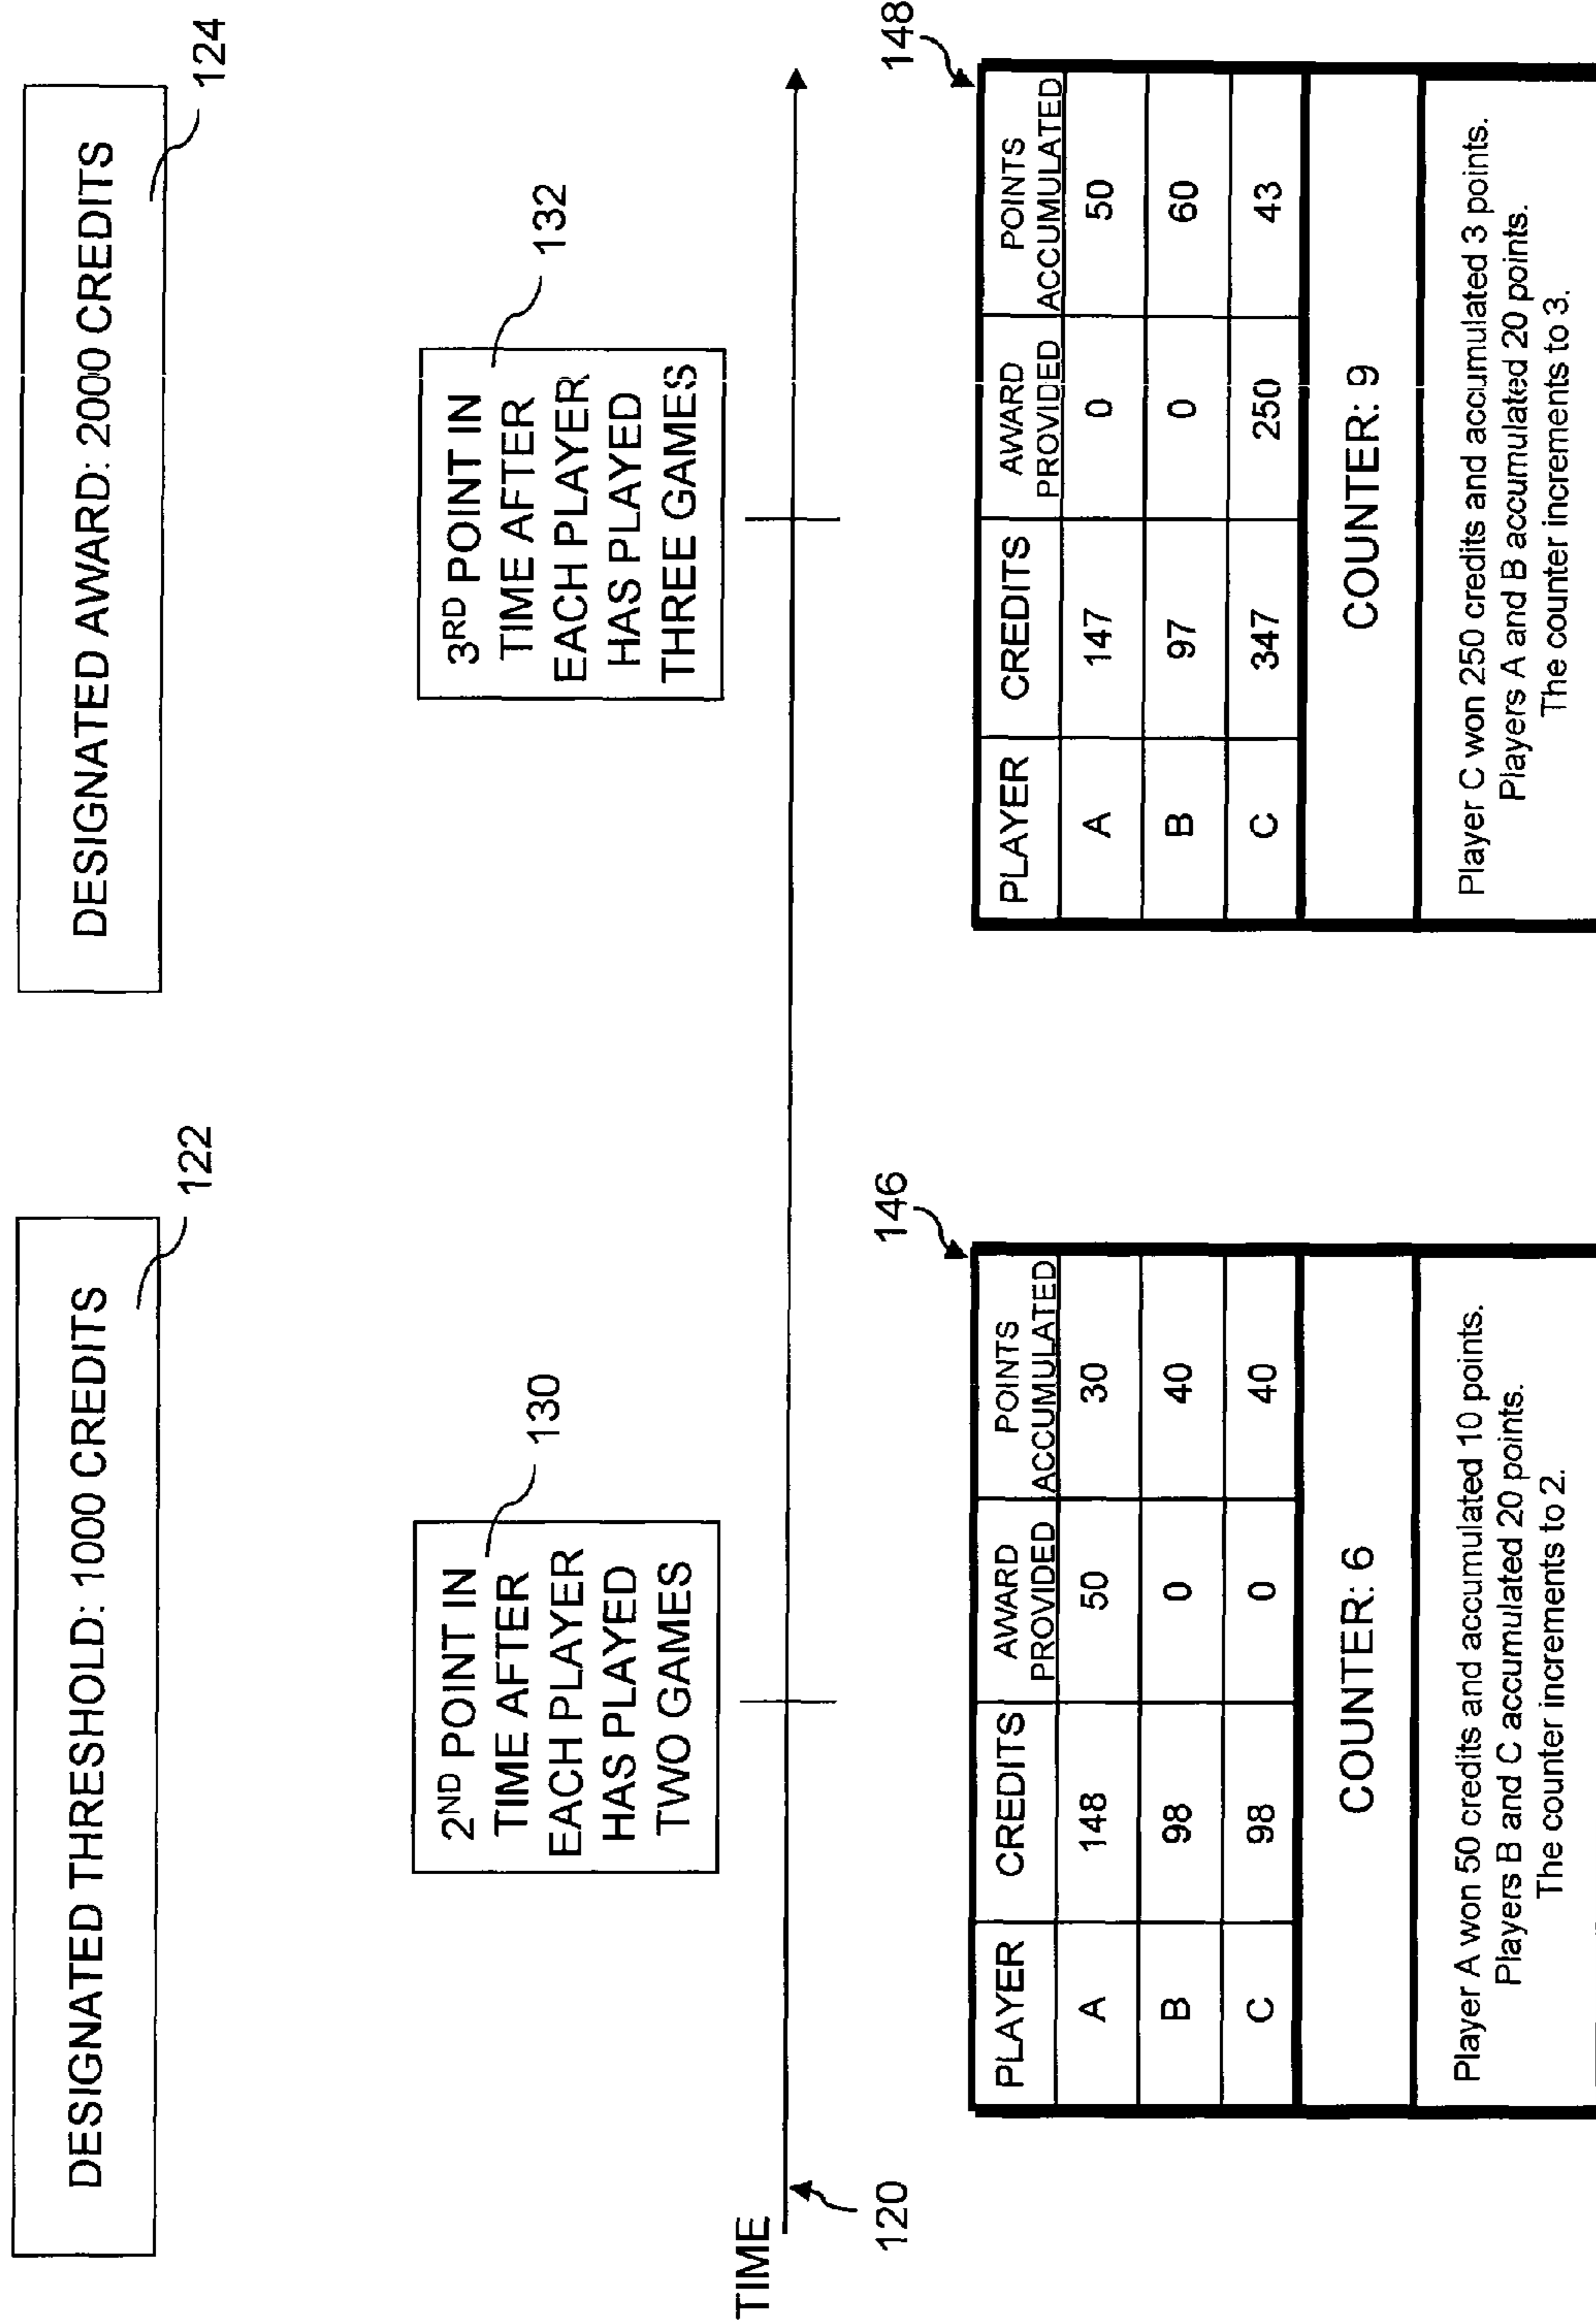 DESIGNATED THRESHOLD: 1000 CREDITS
122
DESIGNATED AWARD: 2000 CREDITS
124
2ND POINT IN
TIME AFTER
EACH PLAYER
HAS PLAYED
TWO GAMES
130
3RD POINT IN
TIME AFTER
EACH PLAYER
HAS PLAYED
THREE GAMES
132
TIME
120
146
PLAYER CREDITS AWARD PROVIDED POINTS ACCUMULATED
A 148 50 30
B 98 0 40
C 98 0 40
COUNTER: 6
Player A won 50 credits and accumulated 10 points.
Players B and C accumulated 20 points.
The counter increments to 2.
148
PLAYER CREDITS AWARD PROVIDED POINTS ACCUMULATED
A 147 0 50
B 97 0 60
C 347 250 43
COUNTER: 9
Player C won 250 credits and accumulated 3 points.
Players A and B accumulated 20 points.
The counter increments to 3.